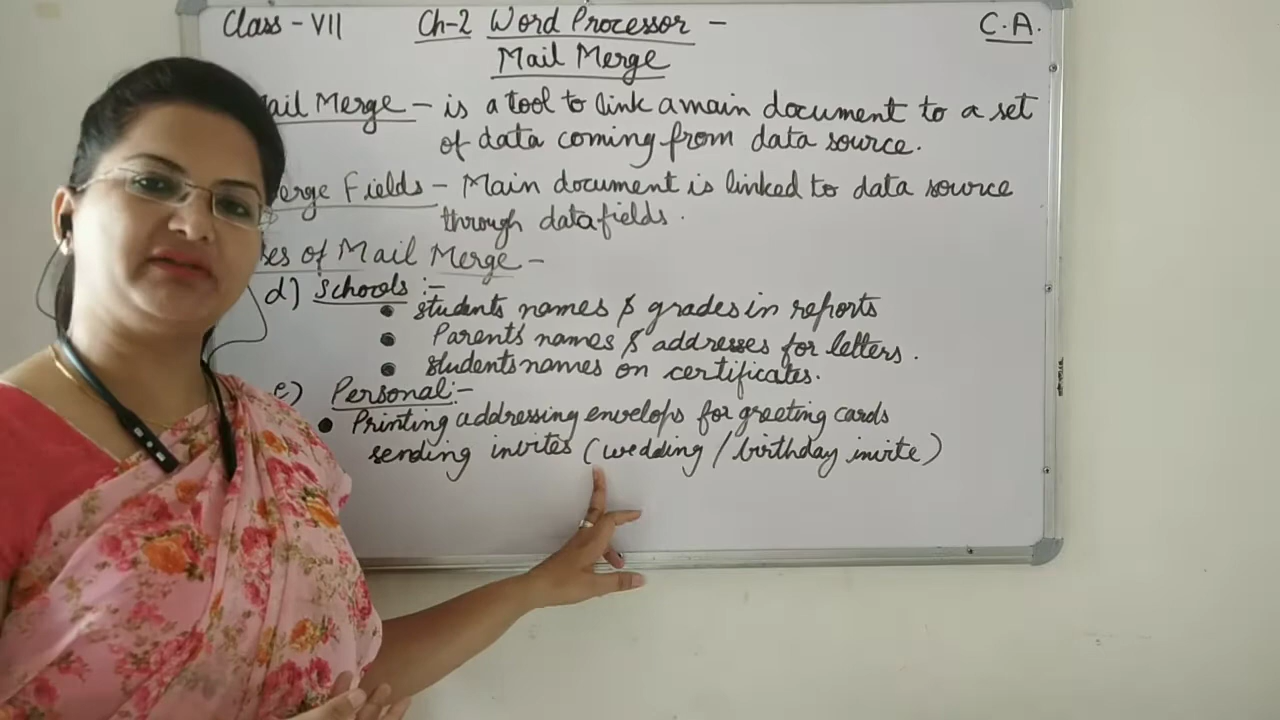 Class - VII Ch-2 Word Processor - C.A.
Mail Merge
ail Merge - is a tool to link a main document to a set
of data coming from data source.
erge Fields - Main document is linked to data source
through data fields.
ses of Mail Merge -
d) Schools :-
• students names & grades in reports
• Parents names & addresses for letters.
• students names on certificates.
e) Personal :-
• Printing addressing envelops for greeting cards
sending invites (wedding / birthday invite)